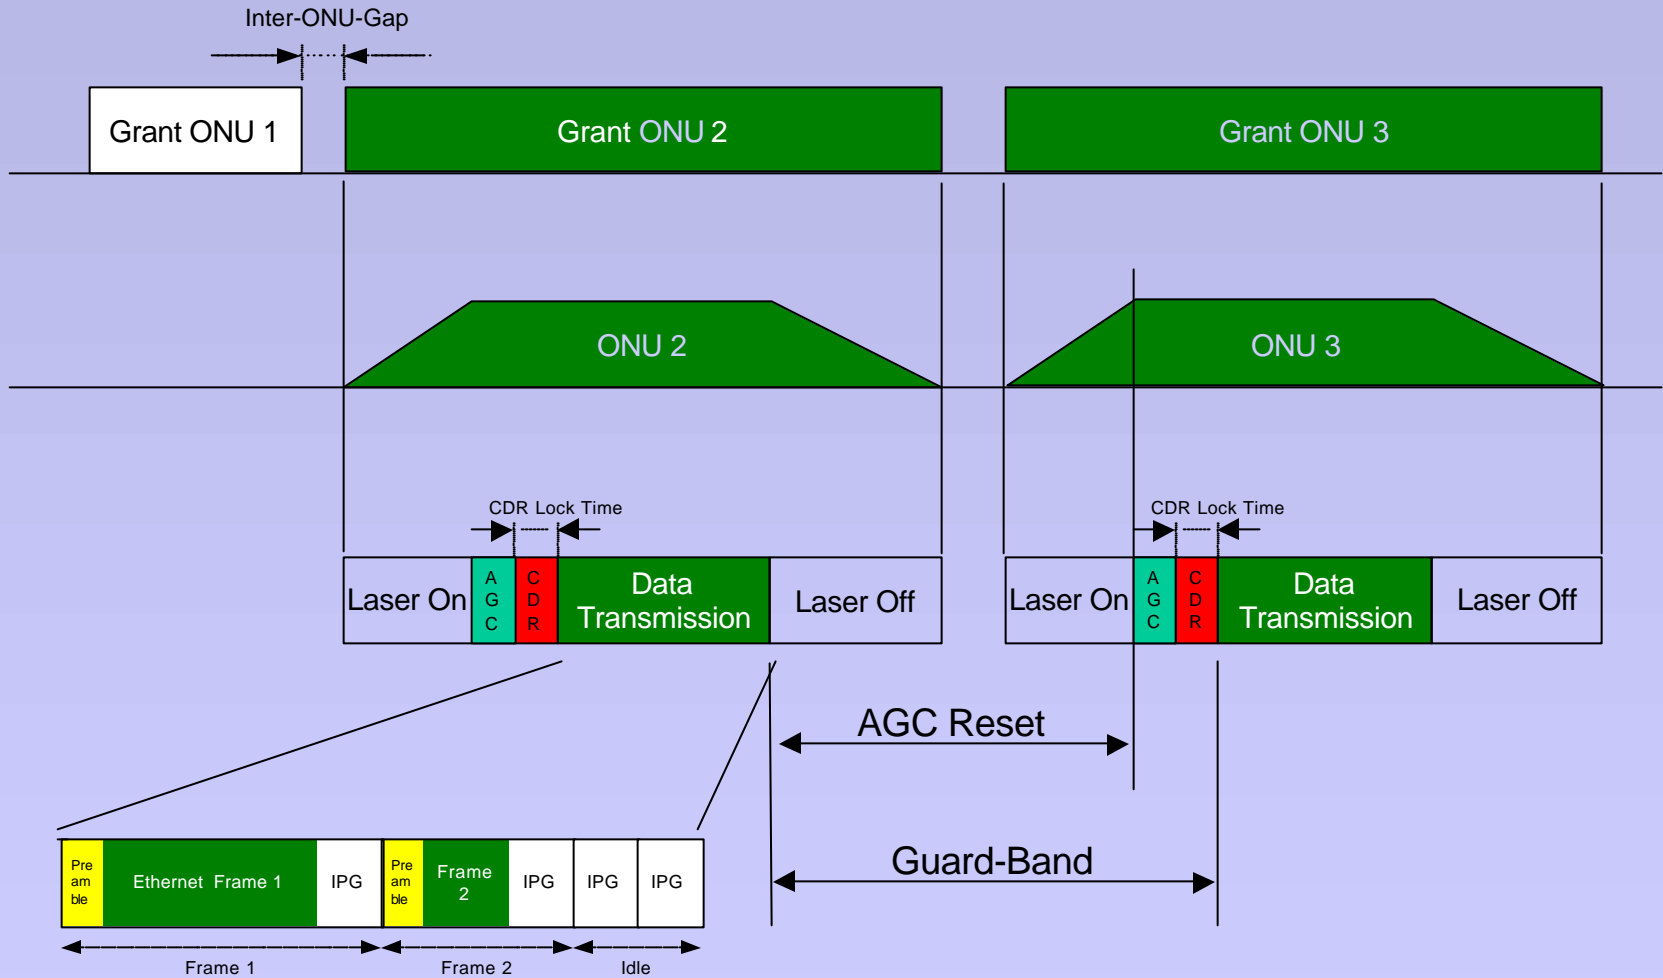 Inter-ONU-Gap
Grant ONU 1
Grant ONU 2
Grant ONU 3
ONU 2
ONU 3
CDR Lock Time
CDR Lock Time
Laser On
A
G
C
C
D
R
Data
Transmission
Laser Off
Laser On
A
G
C
C
D
R
Data
Transmission
Laser Off
AGC Reset
Guard-Band
Pre
am
ble
Ethernet Frame 1
IPG
Pre
am
ble
Frame
2
IPG
IPG
IPG
Frame 1
Frame 2
Idle